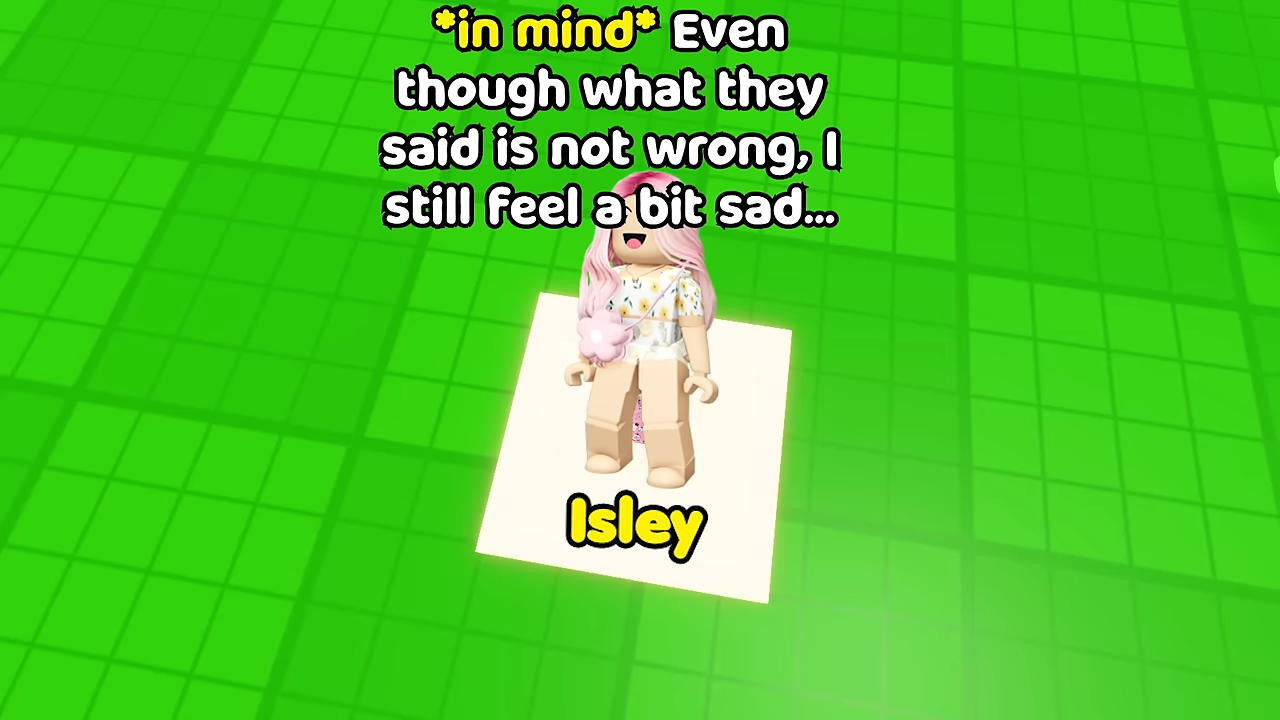 *in mind* Even
though what they
said is not wrong, I
still feel a bit sad...
Isley